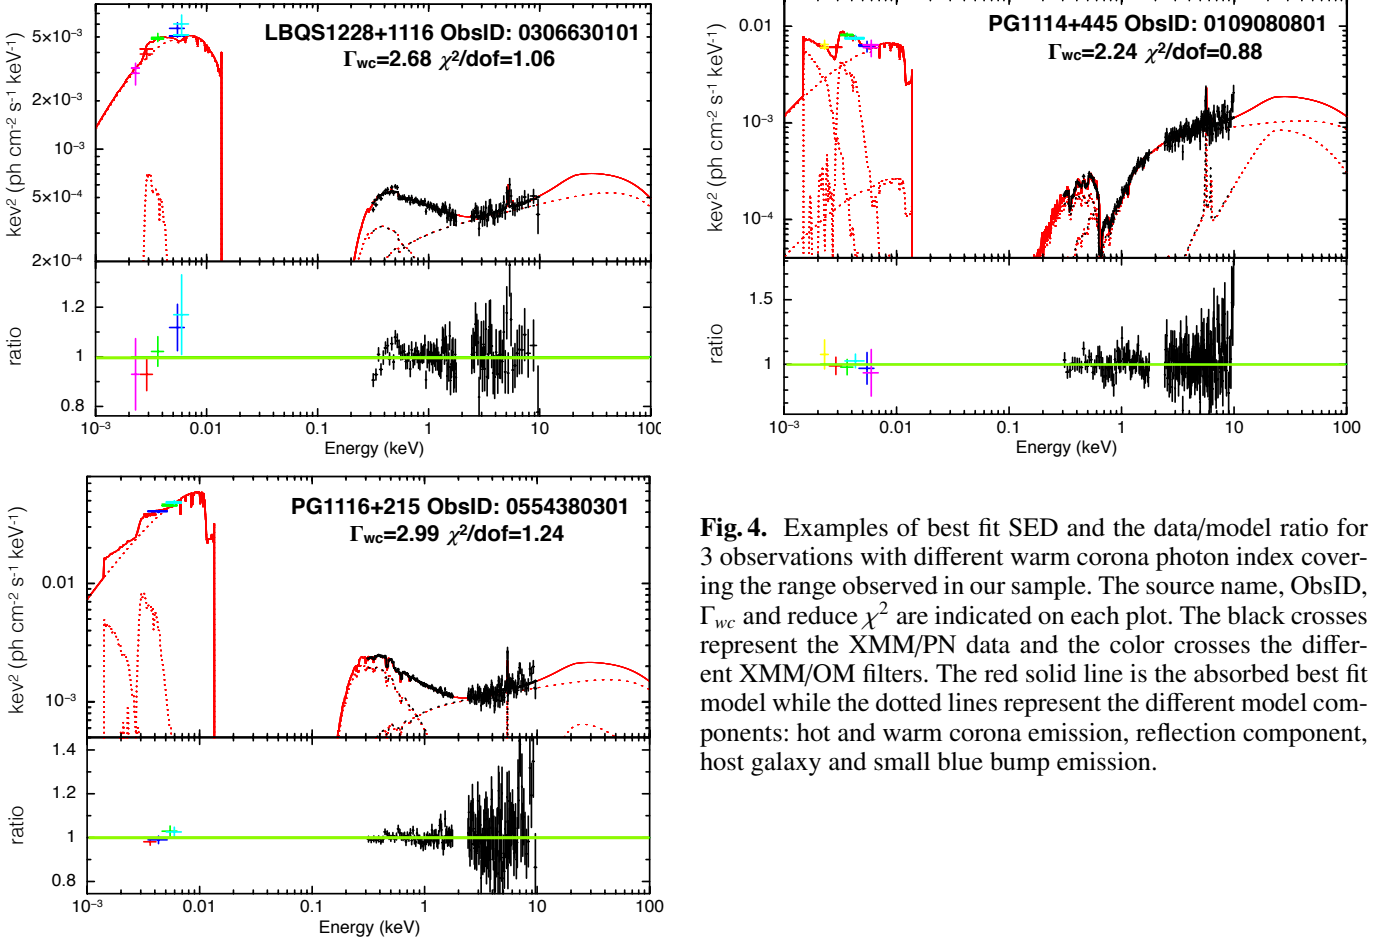 LBQS1228+1116 ObsID: 0306630101
Γwc=2.68 χ²/dof=1.06
keV² (ph cm⁻² s⁻¹ keV⁻¹)
5×10⁻³
2×10⁻³
10⁻³
5×10⁻⁴
2×10⁻⁴
ratio
1.2
1
0.8
10⁻³ 0.01 0.1 1 10 100
Energy (keV)
PG1114+445 ObsID: 0109080801
Γwc=2.24 χ²/dof=0.88
keV² (ph cm⁻² s⁻¹ keV⁻¹)
0.01
10⁻³
10⁻⁴
ratio
1.5
1
10⁻³ 0.01 0.1 1 10 100
Energy (keV)
PG1116+215 ObsID: 0554380301
Γwc=2.99 χ²/dof=1.24
keV² (ph cm⁻² s⁻¹ keV⁻¹)
0.01
10⁻³
ratio
1.4
1.2
1
0.8
10⁻³ 0.01 0.1 1 10 100
Energy (keV)
Fig. 4. Examples of best fit SED and the data/model ratio for
3 observations with different warm corona photon index cover-
ing the range observed in our sample. The source name, ObsID,
Γwc and reduce χ² are indicated on each plot. The black crosses
represent the XMM/PN data and the color crosses the differ-
ent XMM/OM filters. The red solid line is the absorbed best fit
model while the dotted lines represent the different model com-
ponents: hot and warm corona emission, reflection component,
host galaxy and small blue bump emission.